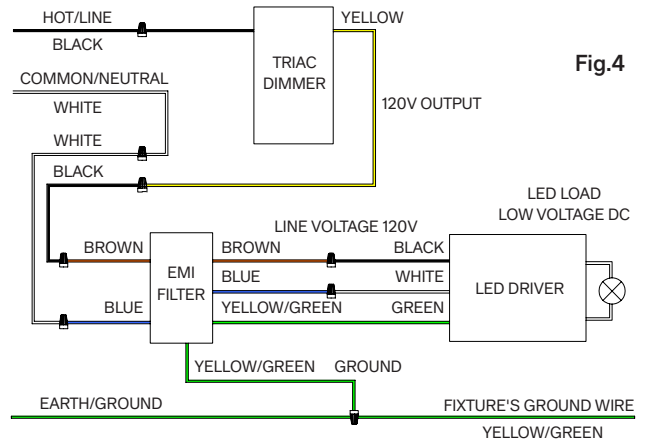 HOT/LINE
BLACK
YELLOW
TRIAC
DIMMER
Fig.4
COMMON/NEUTRAL
WHITE
120V OUTPUT
WHITE
BLACK
LED LOAD
LOW VOLTAGE DC
LINE VOLTAGE 120V
BROWN
EMI
FILTER
BROWN
BLACK
BLUE
WHITE
LED DRIVER
BLUE
YELLOW/GREEN
GREEN
YELLOW/GREEN GROUND
EARTH/GROUND
FIXTURE'S GROUND WIRE
YELLOW/GREEN